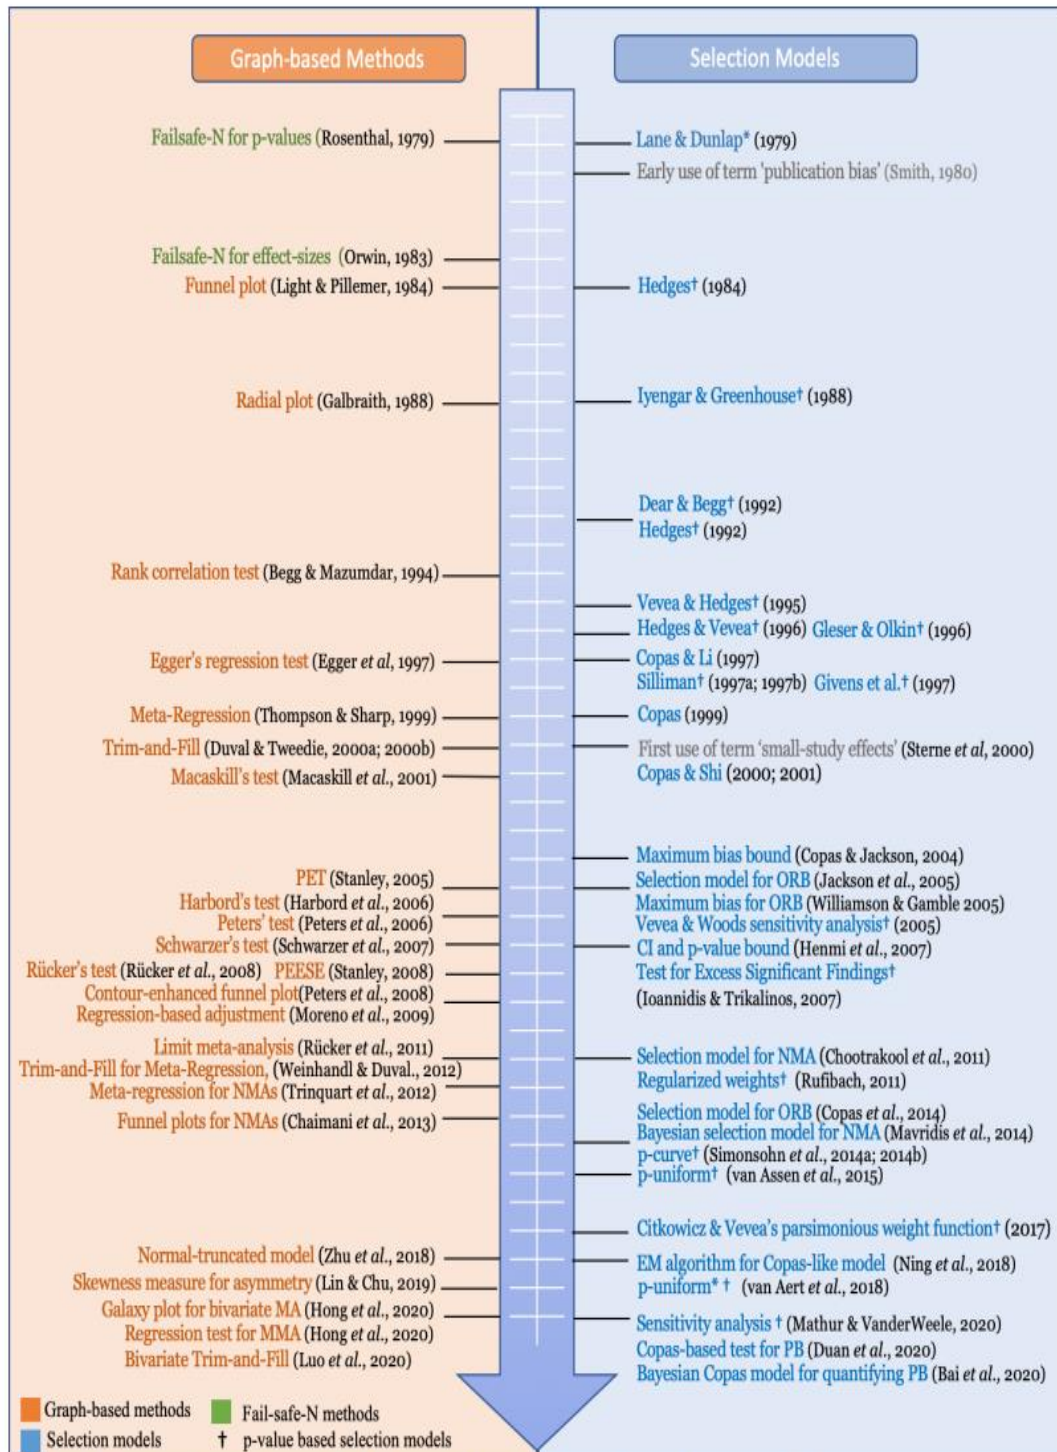 Graph-based Methods
Selection Models
Failsafe-N for p-values (Rosenthal, 1979)
Failsafe-N for effect-sizes (Orwin, 1983)
Funnel plot (Light & Pillemer, 1984)
Radial plot (Galbraith, 1988)
Rank correlation test (Begg & Mazumdar, 1994)
Egger's regression test (Egger et al, 1997)
Meta-Regression (Thompson & Sharp, 1999)
Trim-and-Fill (Duval & Tweedie, 2000a; 2000b)
Macaskill's test (Macaskill et al., 2001)
PET (Stanley, 2005)
Harbord's test (Harbord et al., 2006)
Peters' test (Peters et al., 2006)
Schwarzer's test (Schwarzer et al., 2007)
Rücker's test (Rücker et al., 2008) PEESE (Stanley, 2008)
Contour-enhanced funnel plot(Peters et al., 2008)
Regression-based adjustment (Moreno et al., 2009)
Limit meta-analysis (Rücker et al., 2011)
Trim-and-Fill for Meta-Regression, (Weinhandl & Duval., 2012)
Meta-regression for NMAs (Trinquart et al., 2012)
Funnel plots for NMAs (Chaimani et al., 2013)
Normal-truncated model (Zhu et al., 2018)
Skewness measure for asymmetry (Lin & Chu, 2019)
Galaxy plot for bivariate MA (Hong et al., 2020)
Regression test for MMA (Hong et al., 2020)
Bivariate Trim-and-Fill (Luo et al., 2020)
Lane & Dunlap* (1979)
Early use of term 'publication bias' (Smith, 1980)
Hedges† (1984)
Iyengar & Greenhouse† (1988)
Dear & Begg† (1992)
Hedges† (1992)
Vevea & Hedges† (1995)
Hedges & Vevea† (1996) Gleser & Olkin† (1996)
Copas & Li (1997)
Silliman† (1997a; 1997b) Givens et al.† (1997)
Copas (1999)
First use of term 'small-study effects' (Sterne et al, 2000)
Copas & Shi (2000; 2001)
Maximum bias bound (Copas & Jackson, 2004)
Selection model for ORB (Jackson et al., 2005)
Maximum bias for ORB (Williamson & Gamble 2005)
Vevea & Woods sensitivity analysis† (2005)
CI and p-value bound (Henmi et al., 2007)
Test for Excess Significant Findings†
(Ioannidis & Trikalinos, 2007)
Selection model for NMA (Chootrakool et al., 2011)
Regularized weights† (Rufibach, 2011)
Selection model for ORB (Copas et al., 2014)
Bayesian selection model for NMA (Mavridis et al., 2014)
p-curve† (Simonsohn et al., 2014a; 2014b)
p-uniform† (van Assen et al., 2015)
Citkowicz & Vevea's parsimonious weight function† (2017)
EM algorithm for Copas-like model (Ning et al., 2018)
p-uniform* † (van Aert et al., 2018)
Sensitivity analysis † (Mathur & VanderWeele, 2020)
Copas-based test for PB (Duan et al., 2020)
Bayesian Copas model for quantifying PB (Bai et al., 2020)
Graph-based methods
Fail-safe-N methods
Selection models
† p-value based selection models